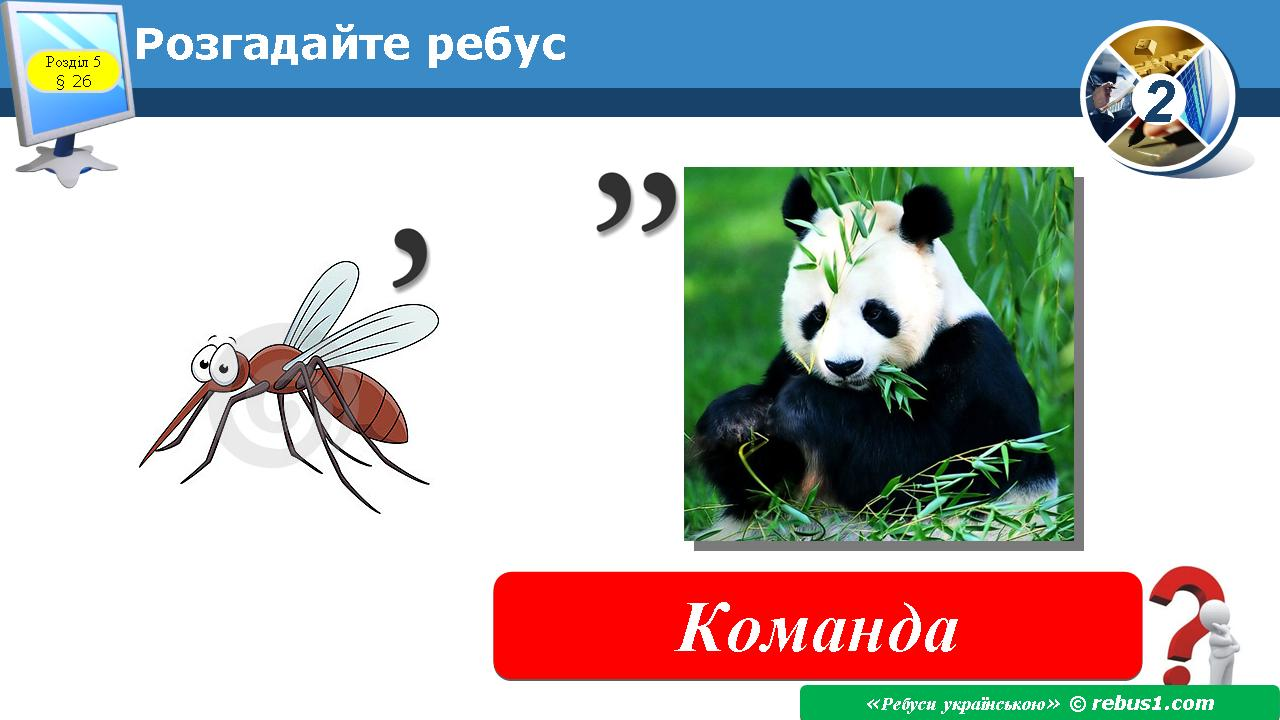 Розгадайте ребус
Розділ 5
§ 26
2
,
,,
Команда
?
«Ребуси українською» © rebus1.com